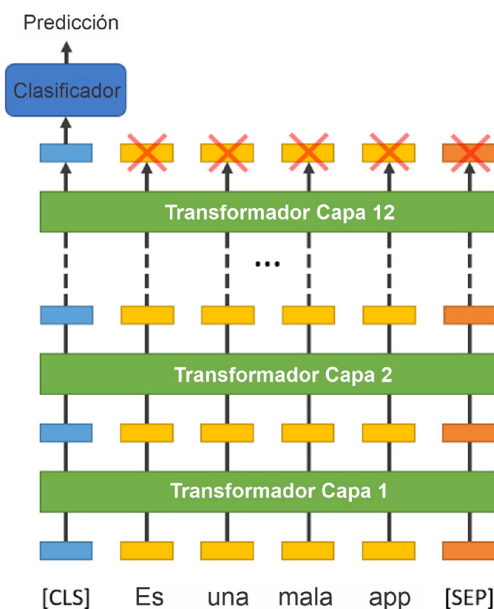 Predicción
Clasificador
Transformador Capa 12
...
Transformador Capa 2
Transformador Capa 1
[CLS] Es una mala app [SEP]